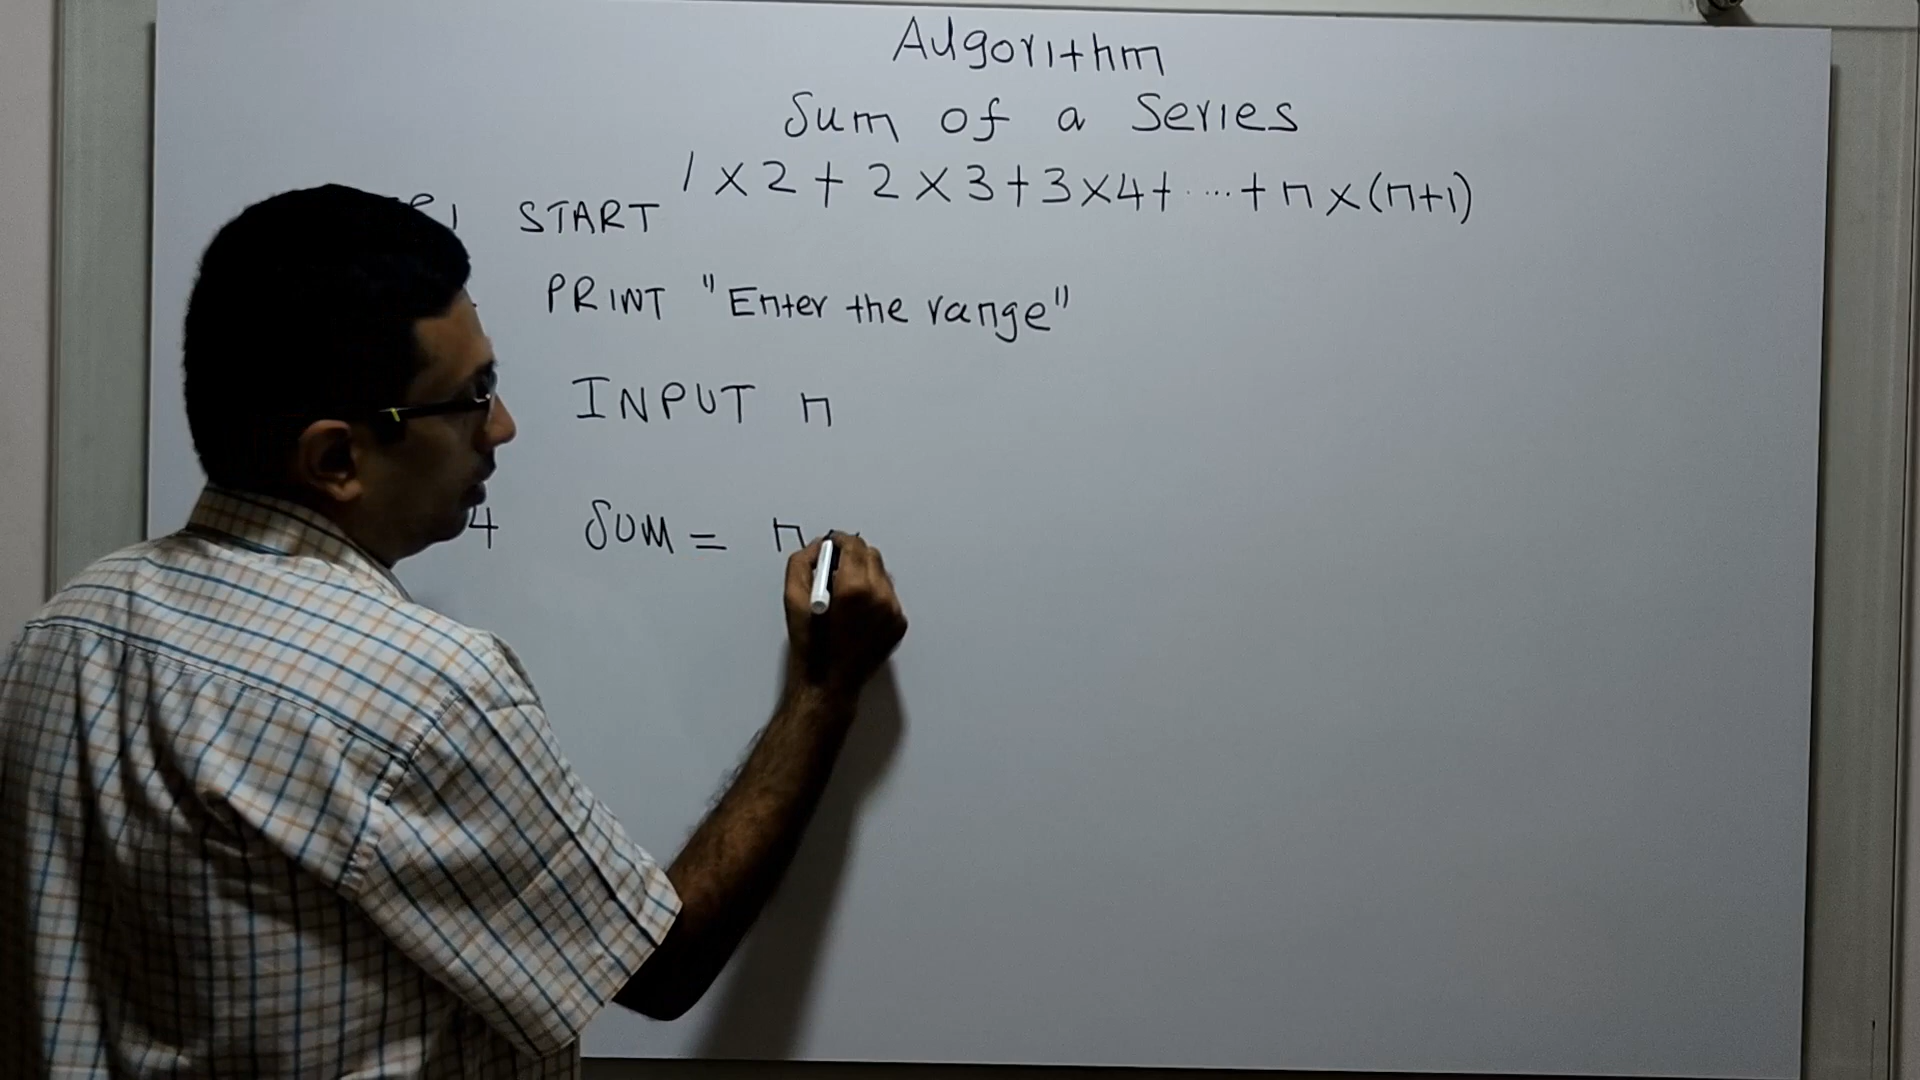 Algorithm
Sum of a Series
1 × 2 + 2 × 3 + 3 × 4 + ..... + n × (n+1)
1 START
PRINT "Enter the range"
INPUT n
4 SUM = n